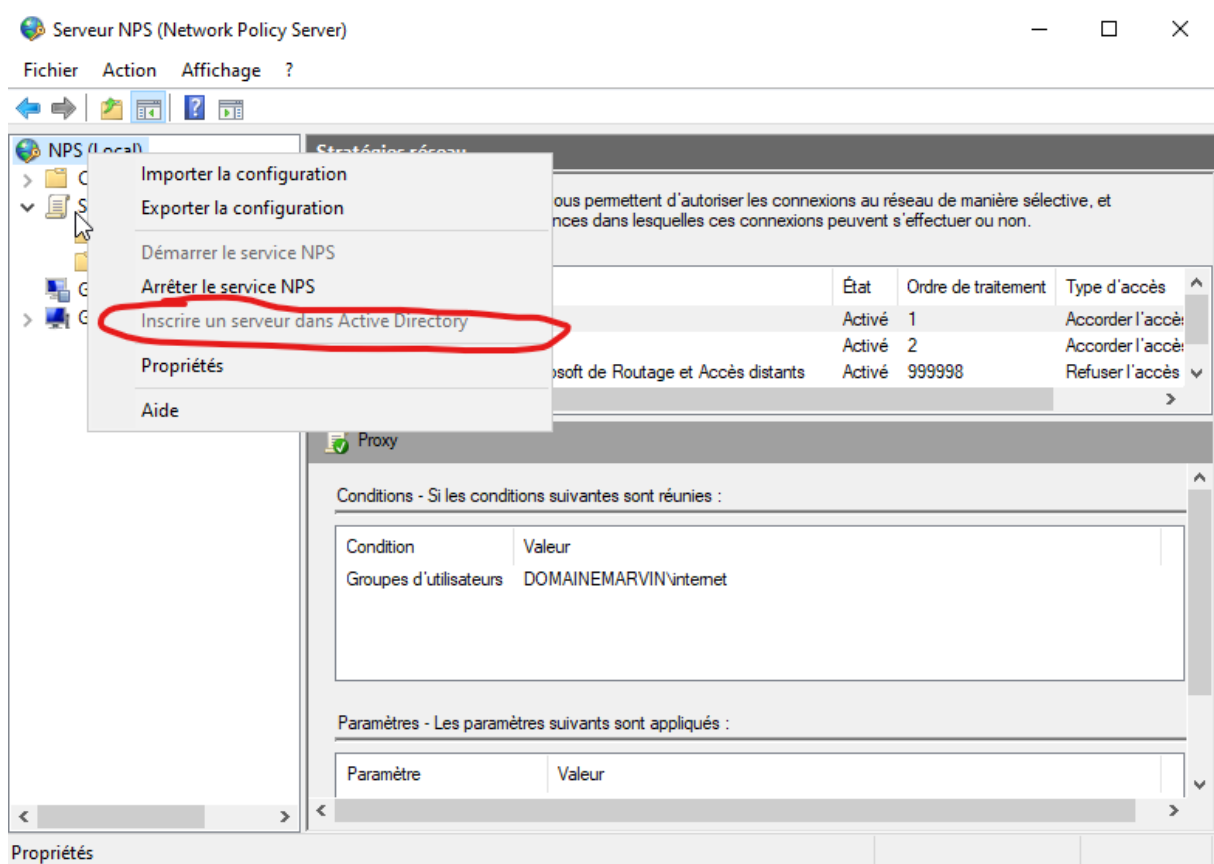 Serveur NPS (Network Policy Server)
Fichier Action Affichage ?
NPS (Local)
Stratégies réseau
Importer la configuration
Exporter la configuration
Démarrer le service NPS
Arrêter le service NPS
Inscrire un serveur dans Active Directory
Propriétés
Aide
ous permettent d'autoriser les connexions au réseau de manière sélective, et
nces dans lesquelles ces connexions peuvent s'effectuer ou non.
État Ordre de traitement Type d'accès
Activé 1 Accorder l'accès
Activé 2 Accorder l'accès
osoft de Routage et Accès distants Activé 999998 Refuser l'accès
Proxy
Conditions - Si les conditions suivantes sont réunies :
Condition Valeur
Groupes d'utilisateurs DOMAINEMARVIN\internet
Paramètres - Les paramètres suivants sont appliqués :
Paramètre Valeur
Propriétés